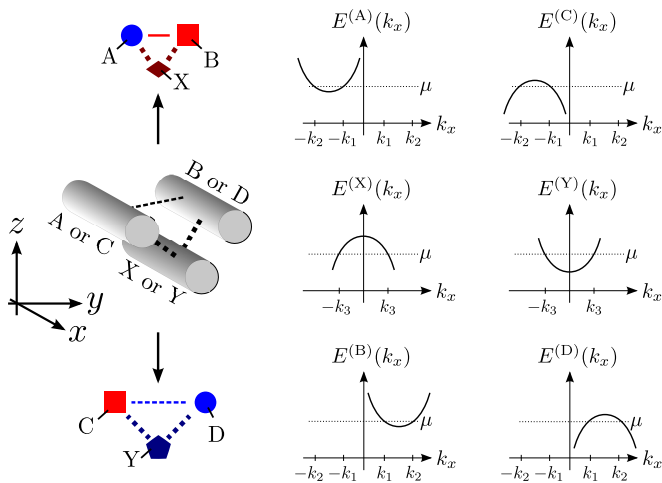 A
B
X
B or D
A or C
X or Y
z
y
x
C
D
Y
E^(A)(k_x)
μ
−k_2 −k_1 k_1 k_2 k_x
E^(C)(k_x)
μ
−k_2 −k_1 k_1 k_2 k_x
E^(X)(k_x)
μ
−k_3 k_3 k_x
E^(Y)(k_x)
μ
−k_3 k_3 k_x
E^(B)(k_x)
μ
−k_2 −k_1 k_1 k_2 k_x
E^(D)(k_x)
μ
−k_2 −k_1 k_1 k_2 k_x